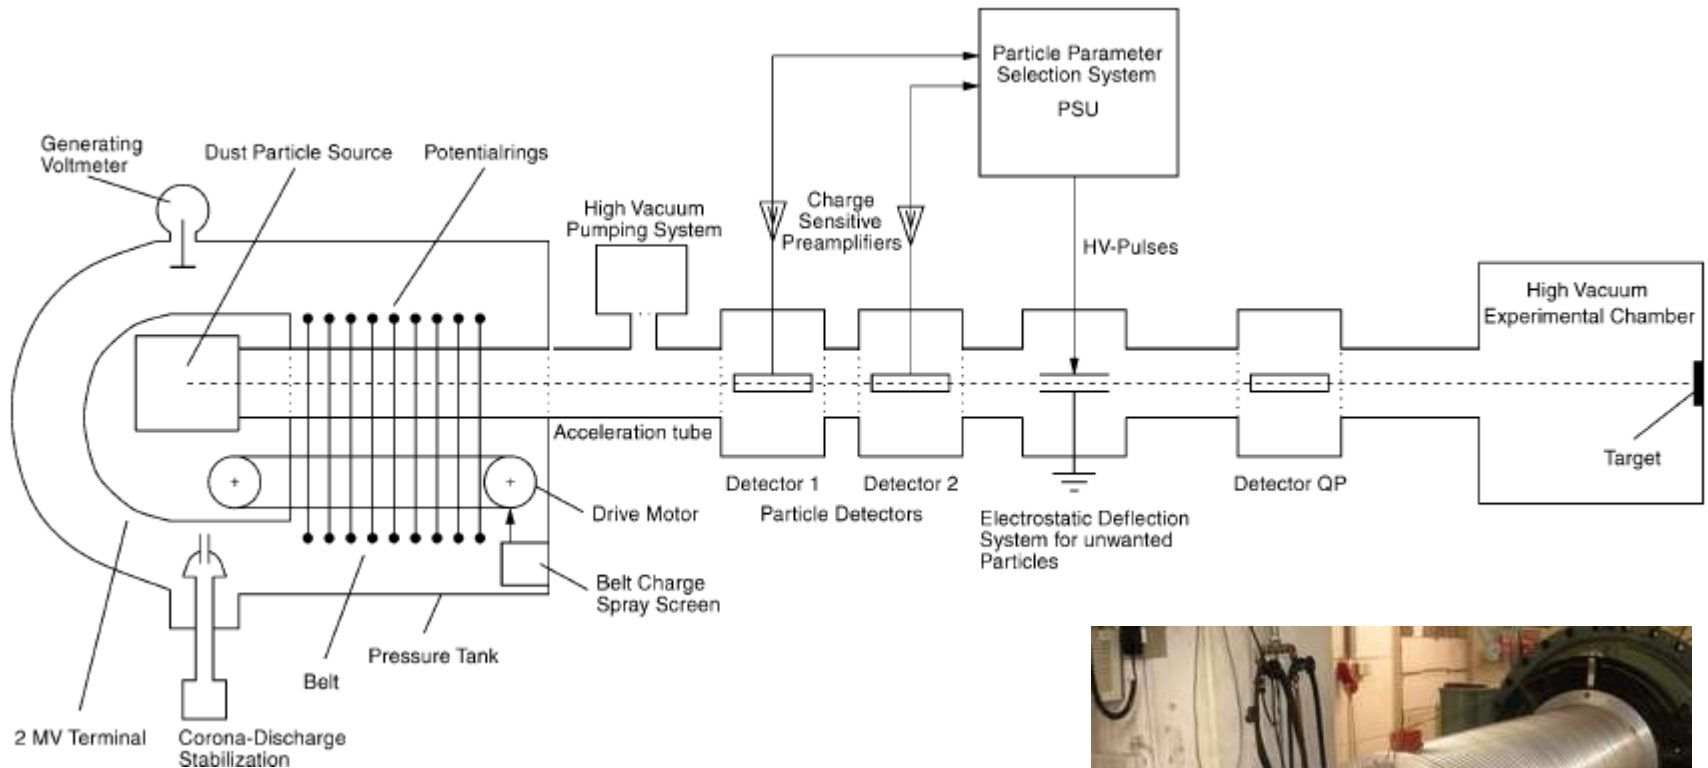 Particle Parameter
Selection System
PSU
Generating
Voltmeter
Dust Particle Source
Potentialrings
High Vacuum
Pumping System
Charge
Sensitive
Preamplifiers
HV-Pulses
High Vacuum
Experimental Chamber
Acceleration tube
Target
Detector 1
Detector 2
Particle Detectors
Detector QP
Drive Motor
Electrostatic Deflection
System for unwanted
Particles
Belt Charge
Spray Screen
Pressure Tank
Belt
2 MV Terminal
Corona-Discharge
Stabilization